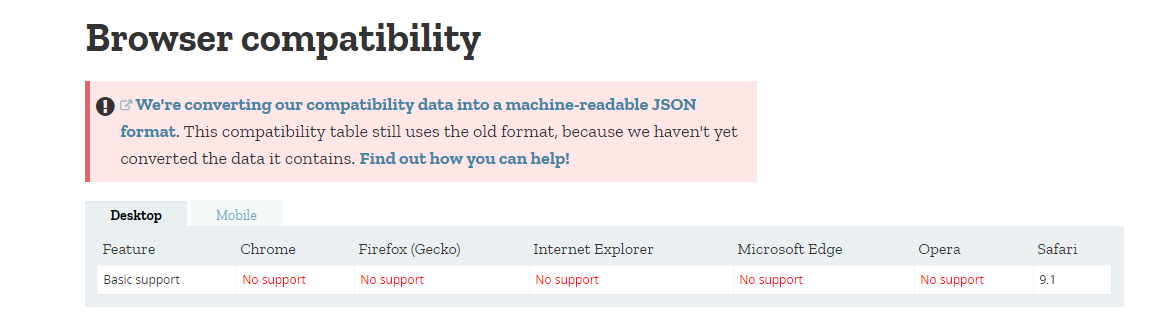 Browser compatibility
We're converting our compatibility data into a machine-readable JSON
format. This compatibility table still uses the old format, because we haven't yet
converted the data it contains. Find out how you can help!
Desktop Mobile
Feature Chrome Firefox (Gecko) Internet Explorer Microsoft Edge Opera Safari
Basic support No support No support No support No support No support 9.1